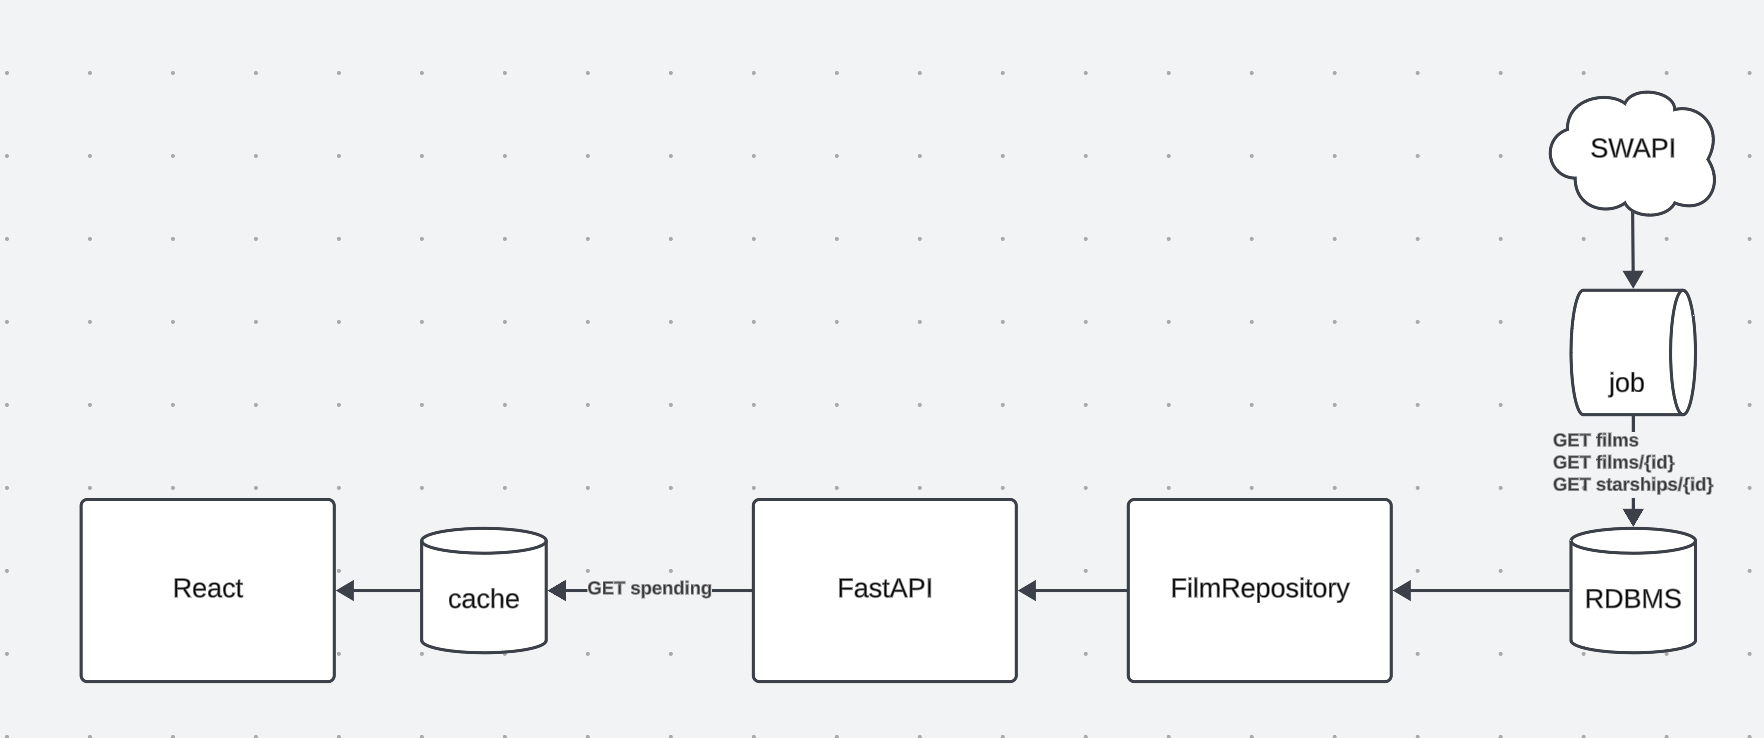 SWAPI
job
GET films
GET films/{id}
GET starships/{id}
React
cache
GET spending
FastAPI
FilmRepository
RDBMS